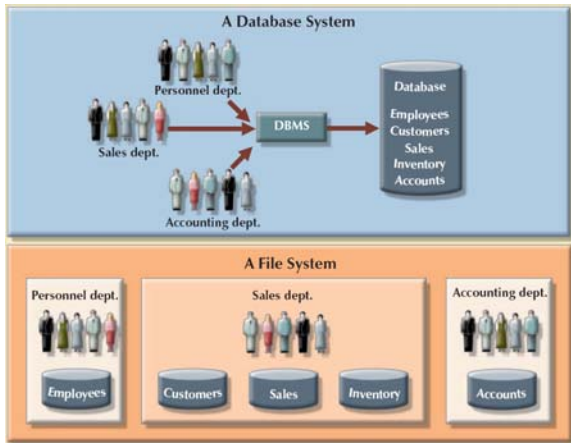 A Database System
Personnel dept.
Sales dept.
Accounting dept.
DBMS
Database
Employees
Customers
Sales
Inventory
Accounts
A File System
Personnel dept.
Employees
Sales dept.
Customers
Sales
Inventory
Accounting dept.
Accounts